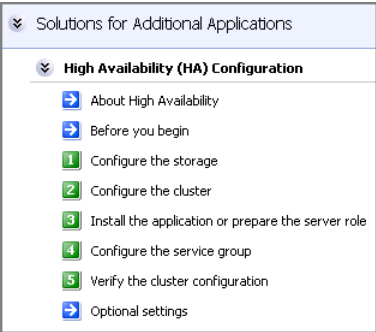 Solutions for Additional Applications
High Availability (HA) Configuration
About High Availability
Before you begin
1 Configure the storage
2 Configure the cluster
3 Install the application or prepare the server role
4 Configure the service group
5 Verify the cluster configuration
Optional settings